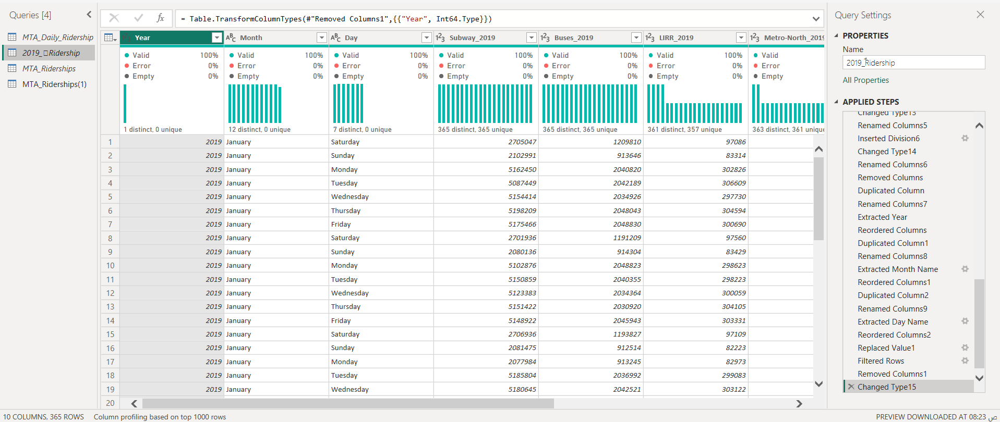 Queries [4]
MTA_Daily_Ridership
2019_▯Ridership
MTA_Riderships
MTA_Riderships(1)
fx = Table.TransformColumnTypes(#"Removed Columns1",{{"Year", Int64.Type}})
123 Year ABC Month ABC Day 123 Subway_2019 123 Buses_2019 123 LIRR_2019 123 Metro-North_2019
Valid 100% Valid 100% Valid 100% Valid 100% Valid 100% Valid 100% Valid
Error 0% Error 0% Error 0% Error 0% Error 0% Error 0% Error
Empty 0% Empty 0% Empty 0% Empty 0% Empty 0% Empty 0% Empty
1 distinct, 0 unique 12 distinct, 0 unique 7 distinct, 0 unique 365 distinct, 365 unique 365 distinct, 365 unique 361 distinct, 357 unique 363 distinct, 361 unique
1 2019 January Saturday 2705047 1209810 97086
2 2019 January Sunday 2102991 913646 83314
3 2019 January Monday 5162450 2040820 302826
4 2019 January Tuesday 5087449 2042189 306609
5 2019 January Wednesday 5154414 2034926 297730
6 2019 January Thursday 5198209 2048043 304594
7 2019 January Friday 5175466 2048830 300690
8 2019 January Saturday 2701936 1191209 97560
9 2019 January Sunday 2080136 914304 83429
10 2019 January Monday 5102876 2048823 298623
11 2019 January Tuesday 5150859 2040355 298223
12 2019 January Wednesday 5123383 2034364 300059
13 2019 January Thursday 5151422 2030920 304105
14 2019 January Friday 5148922 2045943 303331
15 2019 January Saturday 2706936 1193827 97109
16 2019 January Sunday 2081475 912514 82223
17 2019 January Monday 2077984 913245 82973
18 2019 January Tuesday 5185804 2036992 299083
19 2019 January Wednesday 5180645 2042521 303122
20
Query Settings
PROPERTIES
Name
2019_Ridership
All Properties
APPLIED STEPS
Changed Type13
Renamed Columns5
Inserted Division6
Changed Type14
Renamed Columns6
Removed Columns
Duplicated Column
Renamed Columns7
Extracted Year
Reordered Columns
Duplicated Column1
Renamed Columns8
Extracted Month Name
Reordered Columns1
Duplicated Column2
Renamed Columns9
Extracted Day Name
Reordered Columns2
Replaced Value1
Filtered Rows
Removed Columns1
Changed Type15
10 COLUMNS, 365 ROWS Column profiling based on top 1000 rows
PREVIEW DOWNLOADED AT 08:23 ص